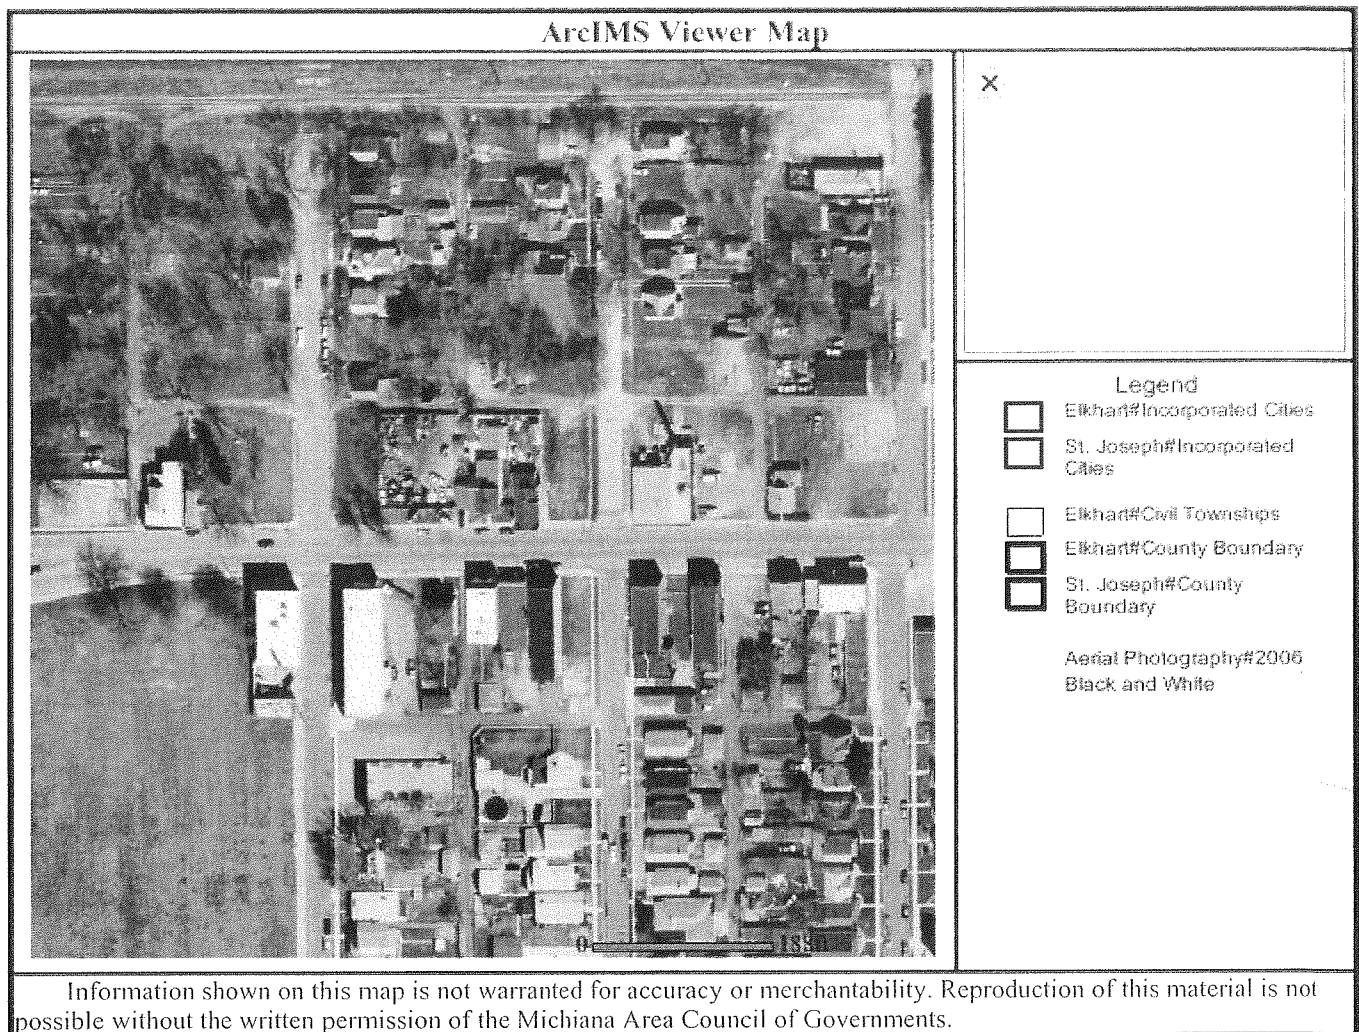 ArcIMS Viewer Map
Legend
Elkhart#Incorporated Cities
St. Joseph#Incorporated
Cities
Elkhart#Civil Townships
Elkhart#County Boundary
St. Joseph#County
Boundary
Aerial Photography#2006
Black and White
0
Information shown on this map is not warranted for accuracy or merchantability. Reproduction of this material is not
possible without the written permission of the Michiana Area Council of Governments.